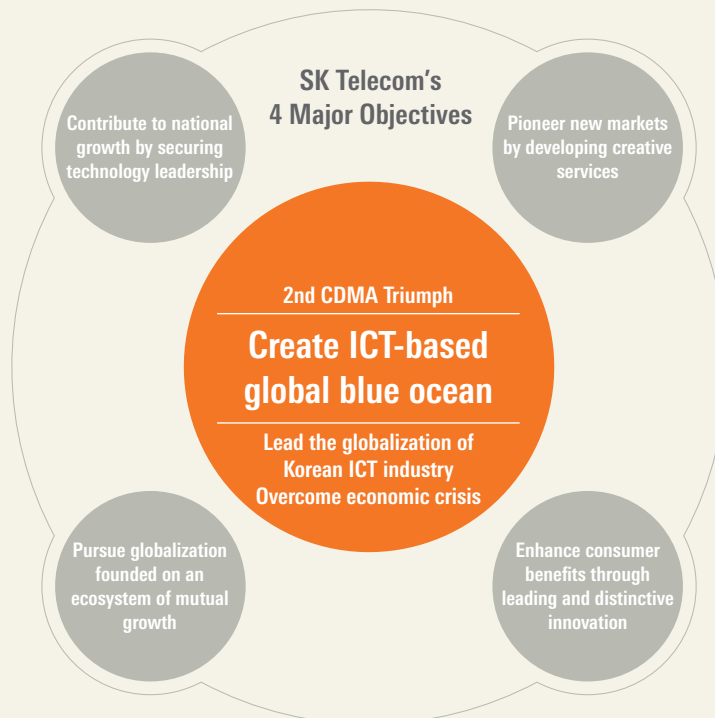 SK Telecom's
4 Major Objectives
Contribute to national
growth by securing
technology leadership
Pioneer new markets
by developing creative
services
2nd CDMA Triumph
Create ICT-based
global blue ocean
Lead the globalization of
Korean ICT industry
Overcome economic crisis
Pursue globalization
founded on an
ecosystem of mutual
growth
Enhance consumer
benefits through
leading and distinctive
innovation